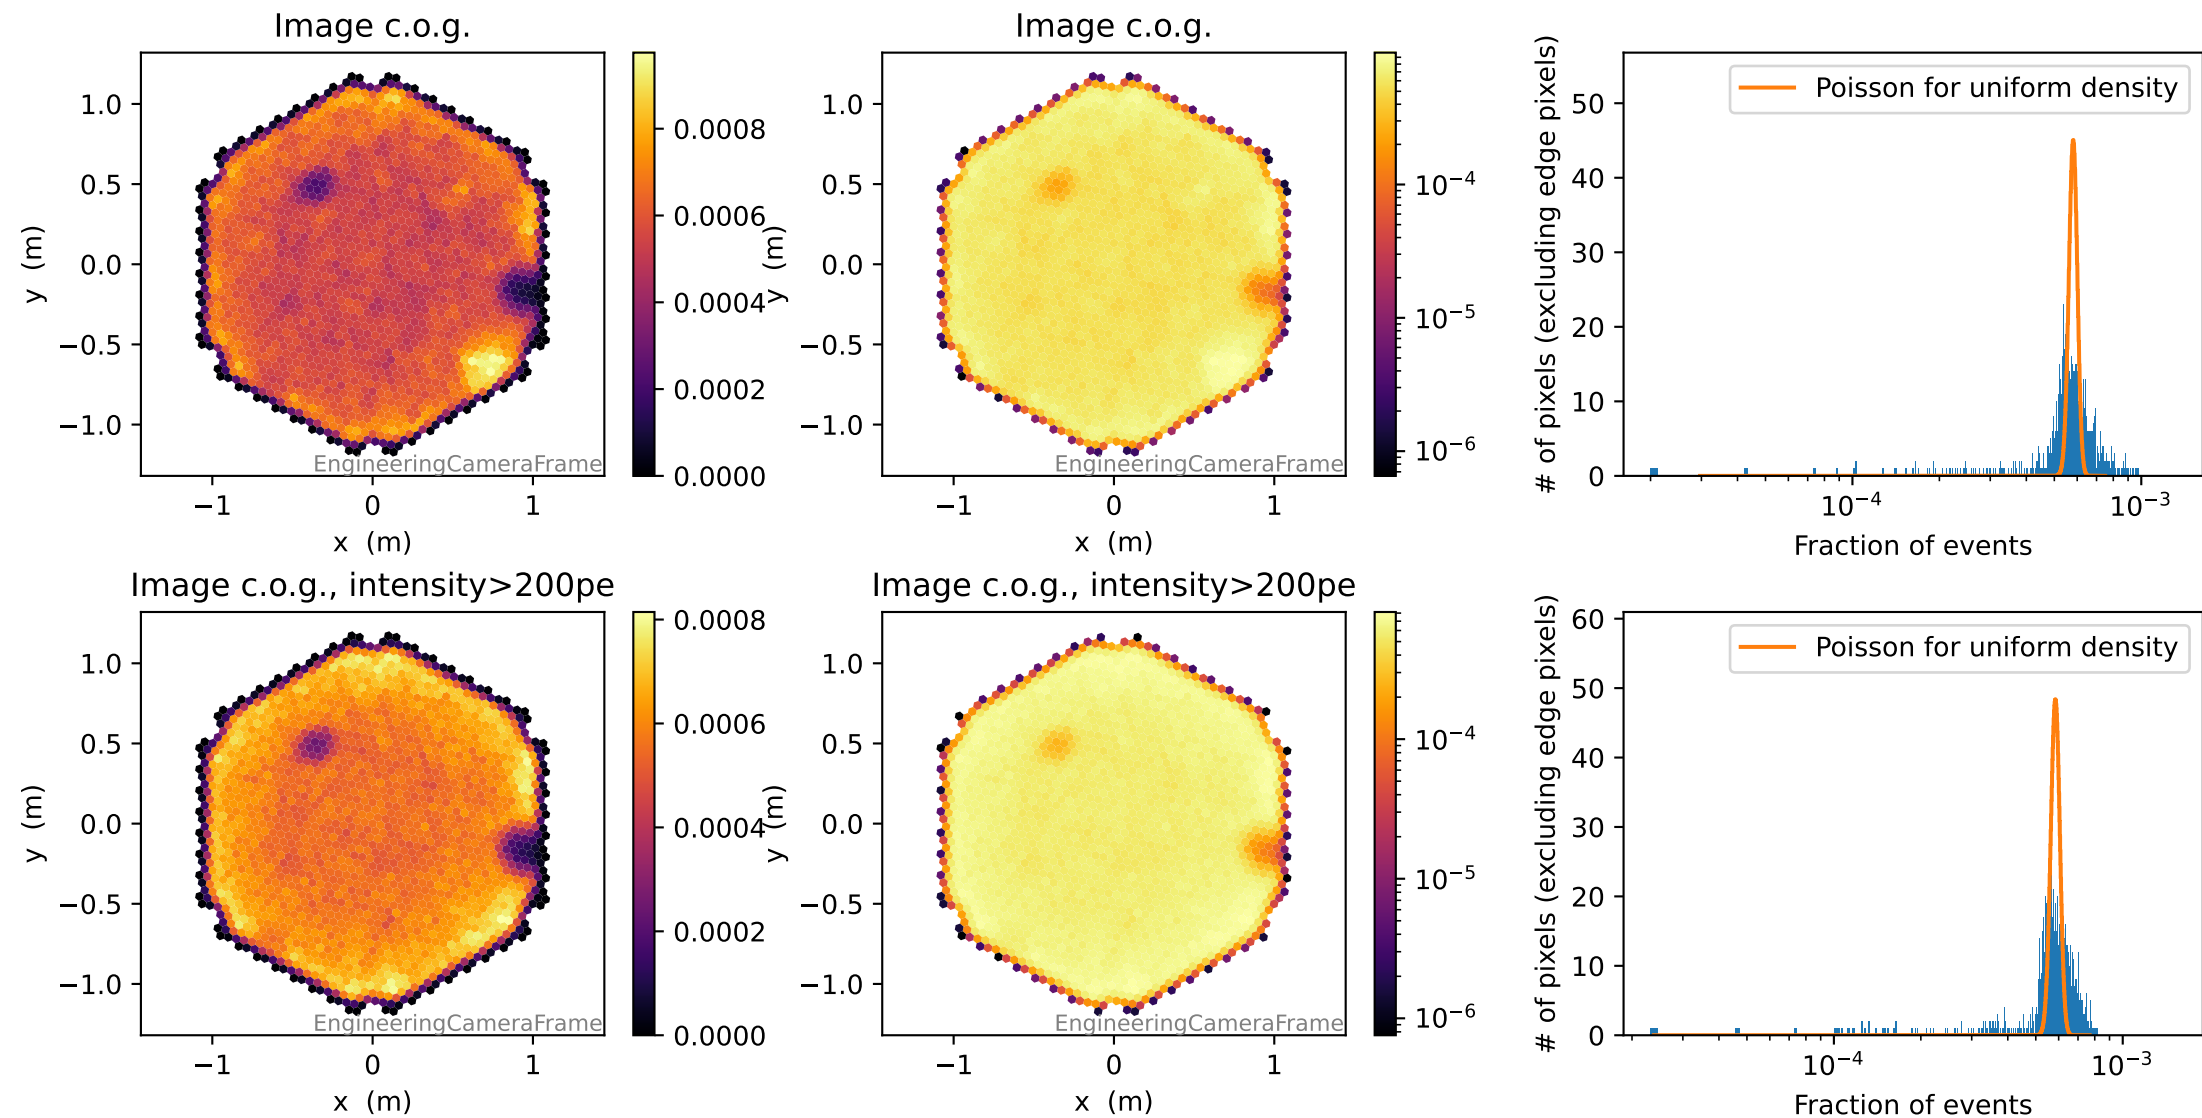 Image c.o.g.
1.0
0.5
0.0
−0.5
−1.0
y (m)
−1
0
1
x (m)
EngineeringCameraFrame
0.0008
0.0006
0.0004
0.0002
0.0000
Image c.o.g.
1.0
0.5
0.0
−0.5
−1.0
y (m)
−1
0
1
x (m)
EngineeringCameraFrame
10−4
10−5
10−6
Poisson for uniform density
# of pixels (excluding edge pixels)
50
40
30
20
10
0
10−4
10−3
Fraction of events
Image c.o.g., intensity>200pe
1.0
0.5
0.0
−0.5
−1.0
y (m)
−1
0
1
x (m)
EngineeringCameraFrame
0.0008
0.0006
0.0004
0.0002
0.0000
Image c.o.g., intensity>200pe
1.0
0.5
0.0
−0.5
−1.0
y (m)
−1
0
1
x (m)
EngineeringCameraFrame
10−4
10−5
10−6
Poisson for uniform density
# of pixels (excluding edge pixels)
60
50
40
30
20
10
0
10−4
10−3
Fraction of events